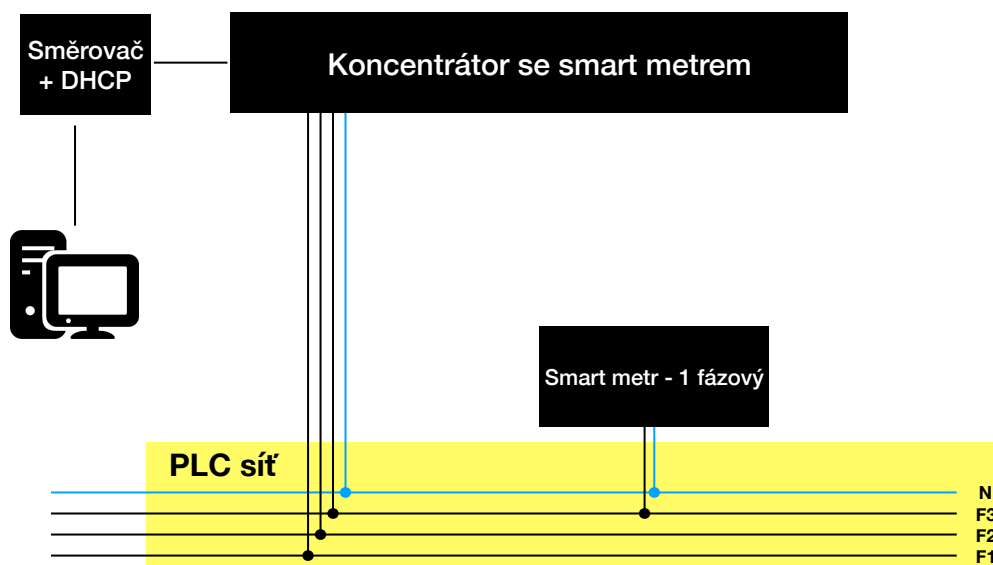 Směrovač
+ DHCP
Koncentrátor se smart metrem
Smart metr - 1 fázový
PLC síť
N
F3
F2
F1